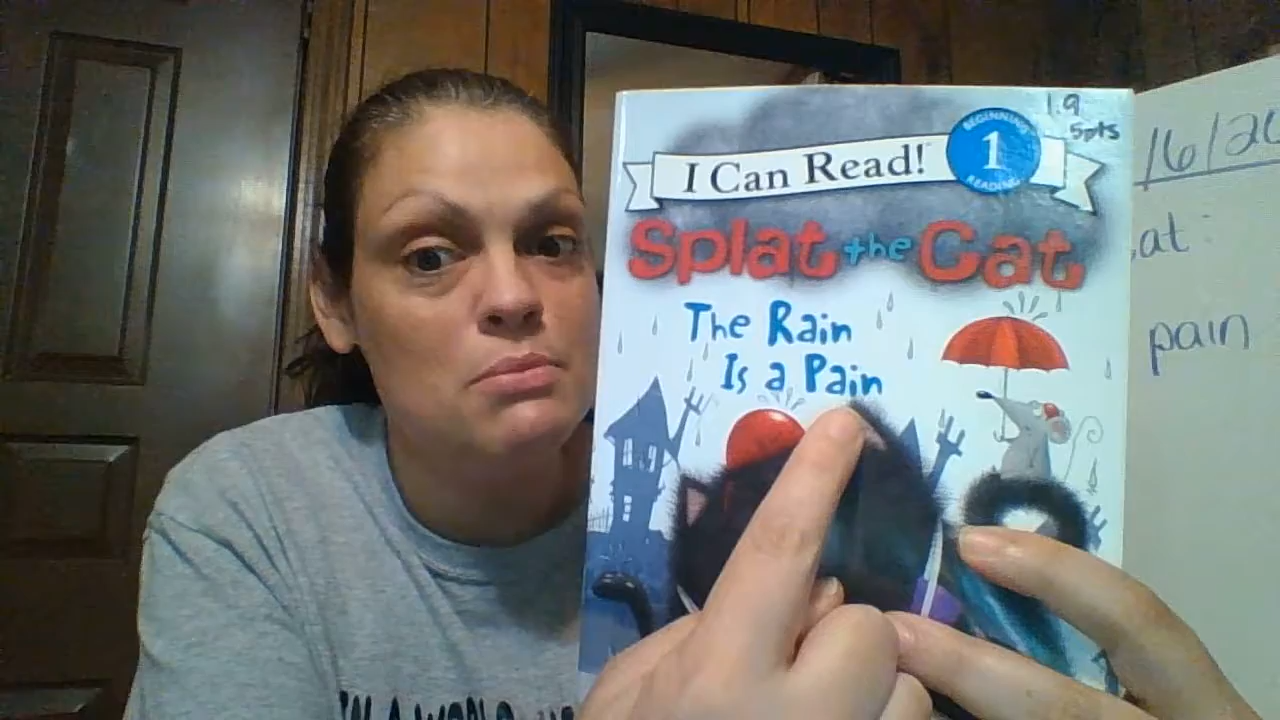 1.9
5pts
I Can Read!
BEGINNING
1
READING
Splat the Cat
The Rain
Is a Pain
/6/20
at
pain